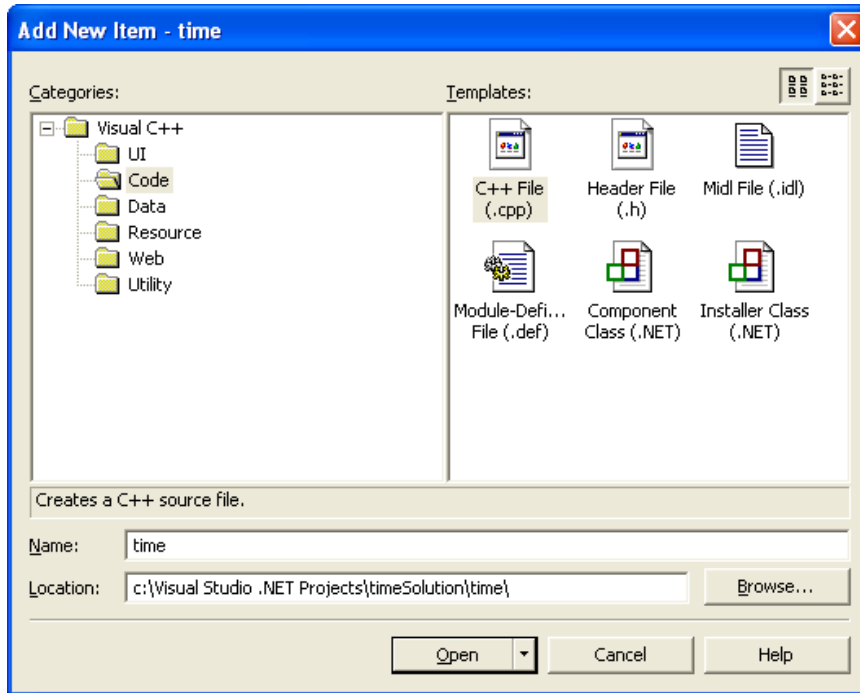 Add New Item - time
Categories:
Templates:
Visual C++
UI
Code
Data
Resource
Web
Utility
C++ File
(.cpp)
Header File
(.h)
Midl File (.idl)
Module-Defi...
File (.def)
Component
Class (.NET)
Installer Class
(.NET)
Creates a C++ source file.
Name:
time
Location:
c:\Visual Studio .NET Projects\timeSolution\time\
Browse...
Open
Cancel
Help